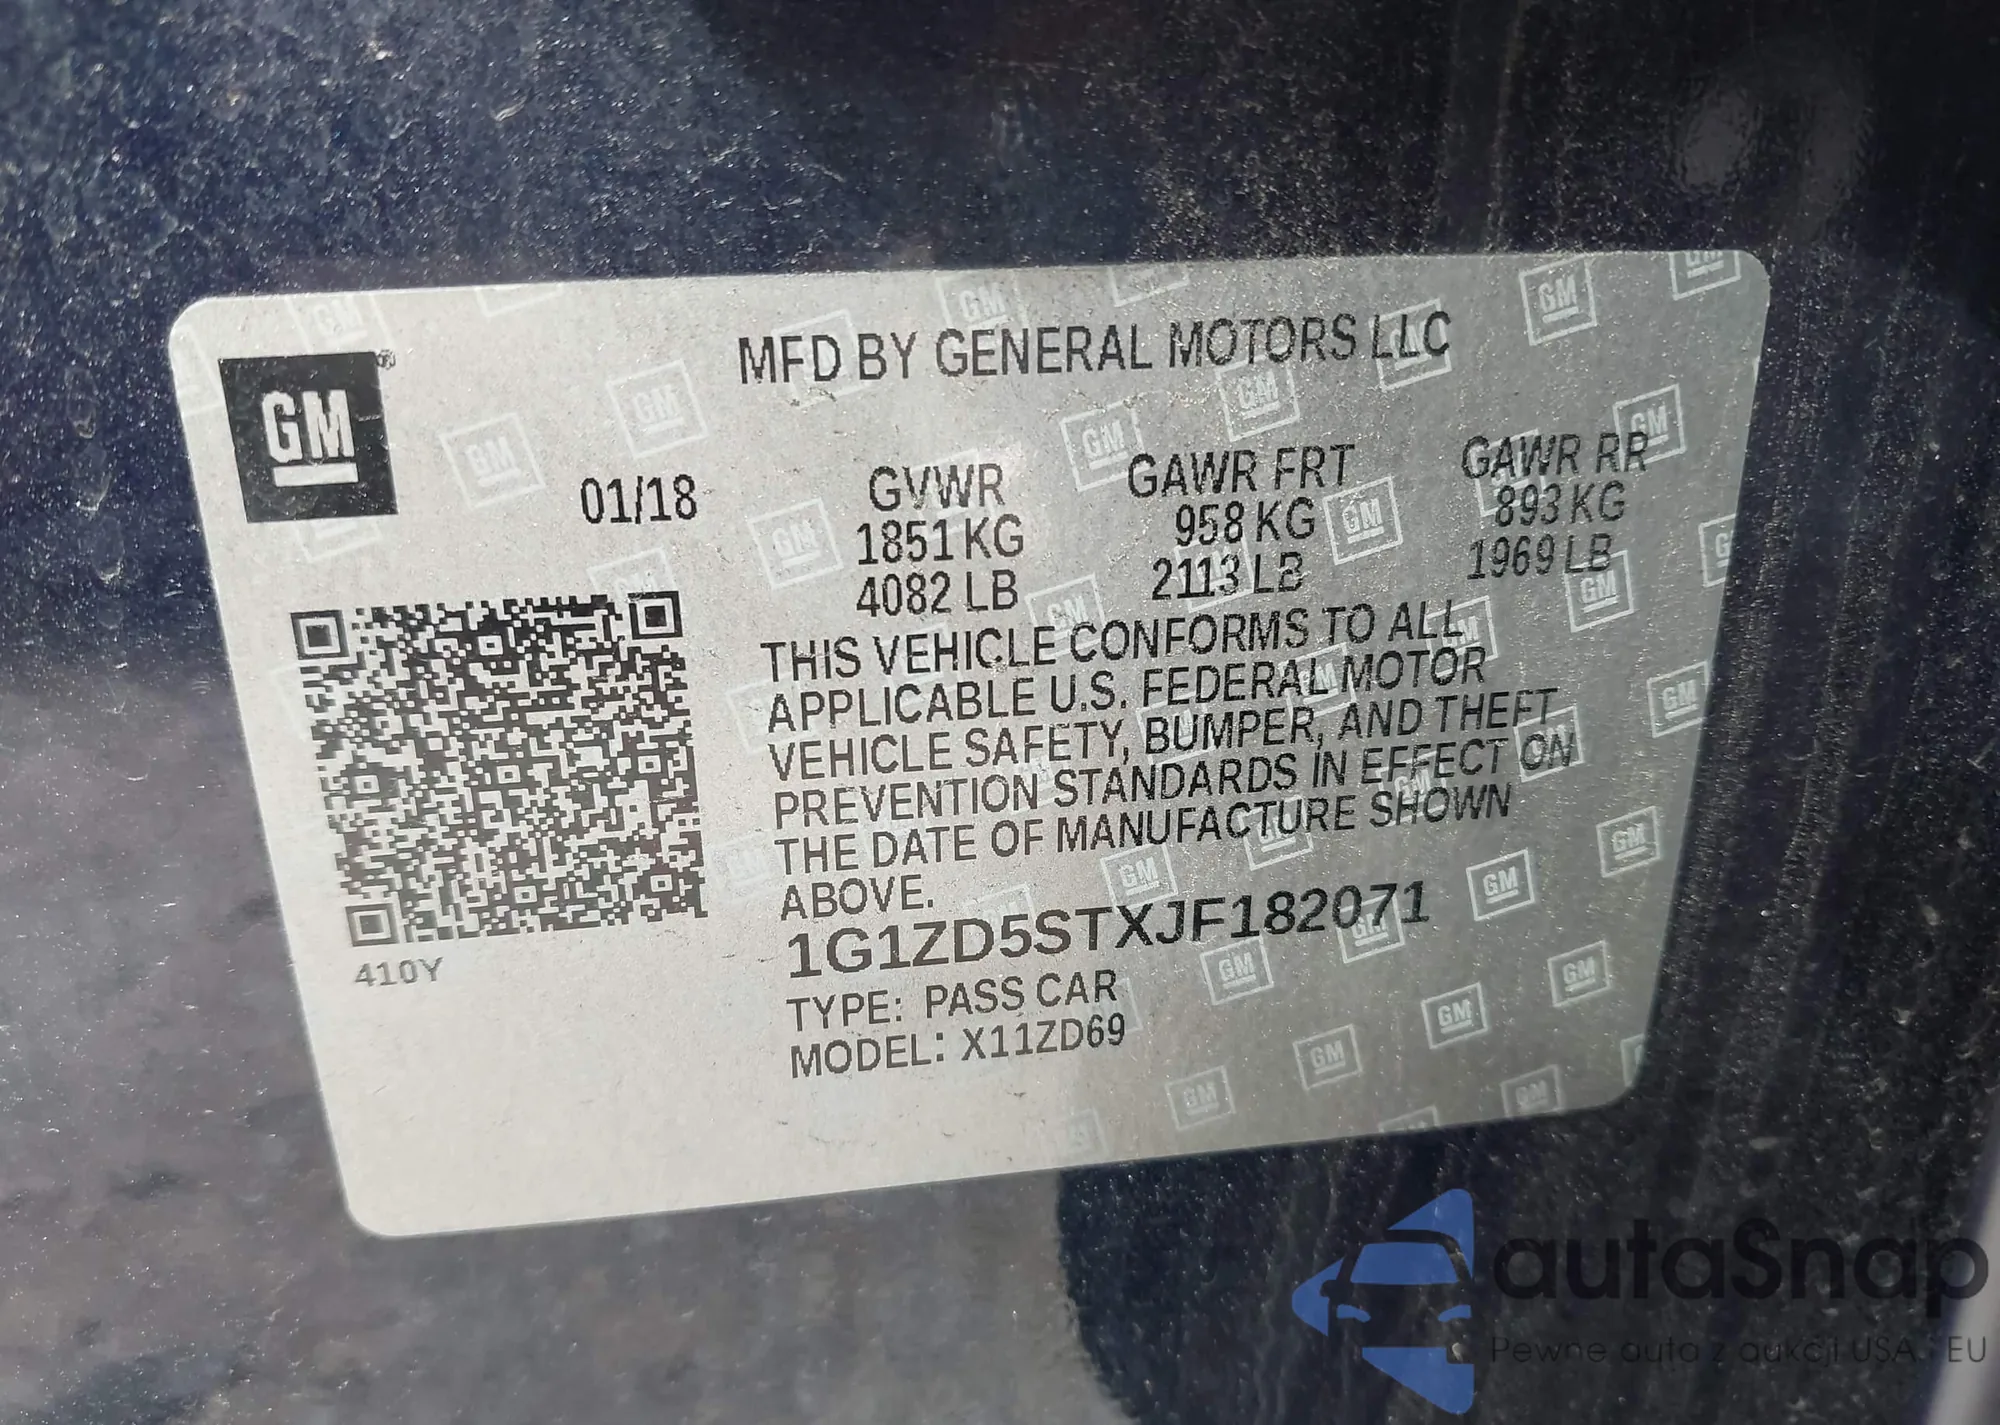 MFD BY GENERAL MOTORS LLC
GM ®
01/18 GVWR GAWR FRT GAWR RR
1851 KG 958 KG 893 KG
4082 LB 2113 LB 1969 LB
THIS VEHICLE CONFORMS TO ALL
APPLICABLE U.S. FEDERAL MOTOR
VEHICLE SAFETY, BUMPER, AND THEFT
PREVENTION STANDARDS IN EFFECT ON
THE DATE OF MANUFACTURE SHOWN
ABOVE.
1G1ZD5STXJF182071
410Y
TYPE: PASS CAR
MODEL: X11ZD69
autaSnap
Pewne auta z aukcji USA i EU